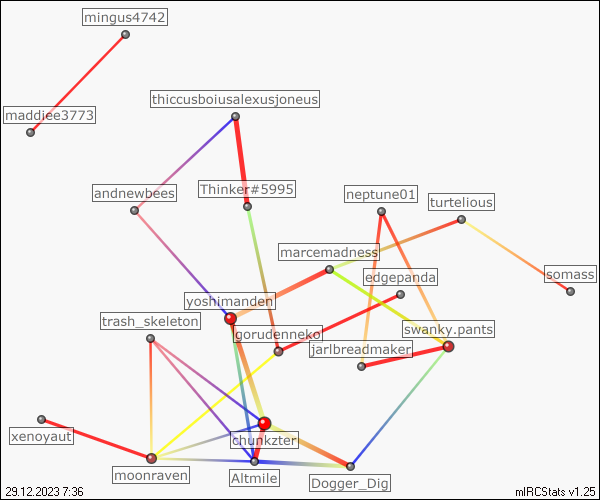 mingus4742
maddiee3773
thiccusboiusalexusjoneus
andnewbees
Thinker#5995
neptune01
turtelious
marcemadness
edgepanda
somass
yoshimanden
trash_skeleton
gorudenneko
swanky.pants
jarlbreadmaker
xenoyaut
chunkzter
moonraven
Altmile
Dogger_Dig
29.12.2023 7:36
mIRCStats v1.25